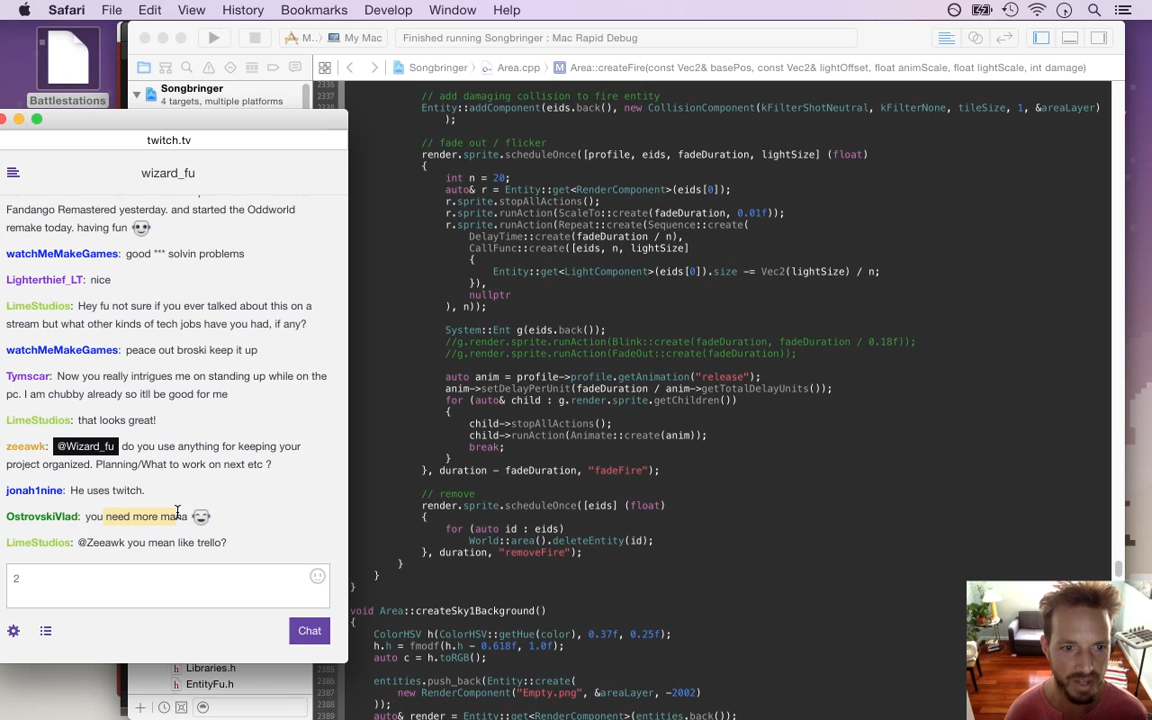 Safari File Edit View History Bookmarks Develop Window Help
M... My Mac Finished running Songbringer : Mac Rapid Debug
Songbringer Area.cpp M Area::createFire(const Vec2& basePos, const Vec2& lightOffset, float animScale, float lightScale, int damage)
Songbringer
4 targets, multiple platforms
Battlestations
twitch.tv
wizard_fu
Fandango Remastered yesterday. and started the Oddworld
remake today. having fun
watchMeMakeGames: good *** solvin problems
Lighterthief_LT: nice
LimeStudios: Hey fu not sure if you ever talked about this on a
stream but what other kinds of tech jobs have you had, if any?
watchMeMakeGames: peace out broski keep it up
Tymscar: Now you really intrigues me on standing up while on the
pc. I am chubby already so itll be good for me
LimeStudios: that looks great!
zeeawk: @Wizard_fu do you use anything for keeping your
project organized. Planning/What to work on next etc ?
jonah1nine: He uses twitch.
OstrovskiVlad: you need more mana
LimeStudios: @Zeeawk you mean like trello?
2
Chat
Libraries.h
EntityFu.h
2336
2337
// add damaging collision to fire entity
Entity::addComponent(eids.back(), new CollisionComponent(kFilterShotNeutral, kFilterNone, tileSize, 1, &areaLayer)
);
2338
// fade out / flicker
render.sprite.scheduleOnce([profile, eids, fadeDuration, lightSize] (float)
{
int n = 20;
auto& r = Entity::get<RenderComponent>(eids[0]);
r.sprite.stopAllActions();
r.sprite.runAction(ScaleTo::create(fadeDuration, 0.01f));
r.sprite.runAction(Repeat::create(Sequence::create(
DelayTime::create(fadeDuration / n),
CallFunc::create([eids, n, lightSize]
{
Entity::get<LightComponent>(eids[0]).size -= Vec2(lightSize) / n;
}),
nullptr
), n));
System::Ent g(eids.back());
//g.render.sprite.runAction(Blink::create(fadeDuration, fadeDuration / 0.18f));
//g.render.sprite.runAction(FadeOut::create(fadeDuration));
auto anim = profile->profile.getAnimation("release");
anim->setDelayPerUnit(fadeDuration / anim->getTotalDelayUnits());
for (auto& child : g.render.sprite.getChildren())
{
child->stopAllActions();
child->runAction(Animate::create(anim));
break;
}
}, duration - fadeDuration, "fadeFire");
// remove
render.sprite.scheduleOnce([eids] (float)
{
for (auto id : eids)
World::area().deleteEntity(id);
}, duration, "removeFire");
}
}
}
void Area::createSky1Background()
{
ColorHSV h(ColorHSV::getHue(color), 0.37f, 0.25f);
h.h = fmodf(h.h - 0.618f, 1.0f);
auto c = h.toRGB();
2385
2386 entities.push_back(Entity::create(
2387 new RenderComponent("Empty.png", &areaLayer, -2002)
2388 ));
2389 auto& render = Entity::get<RenderComponent>(entities.back());